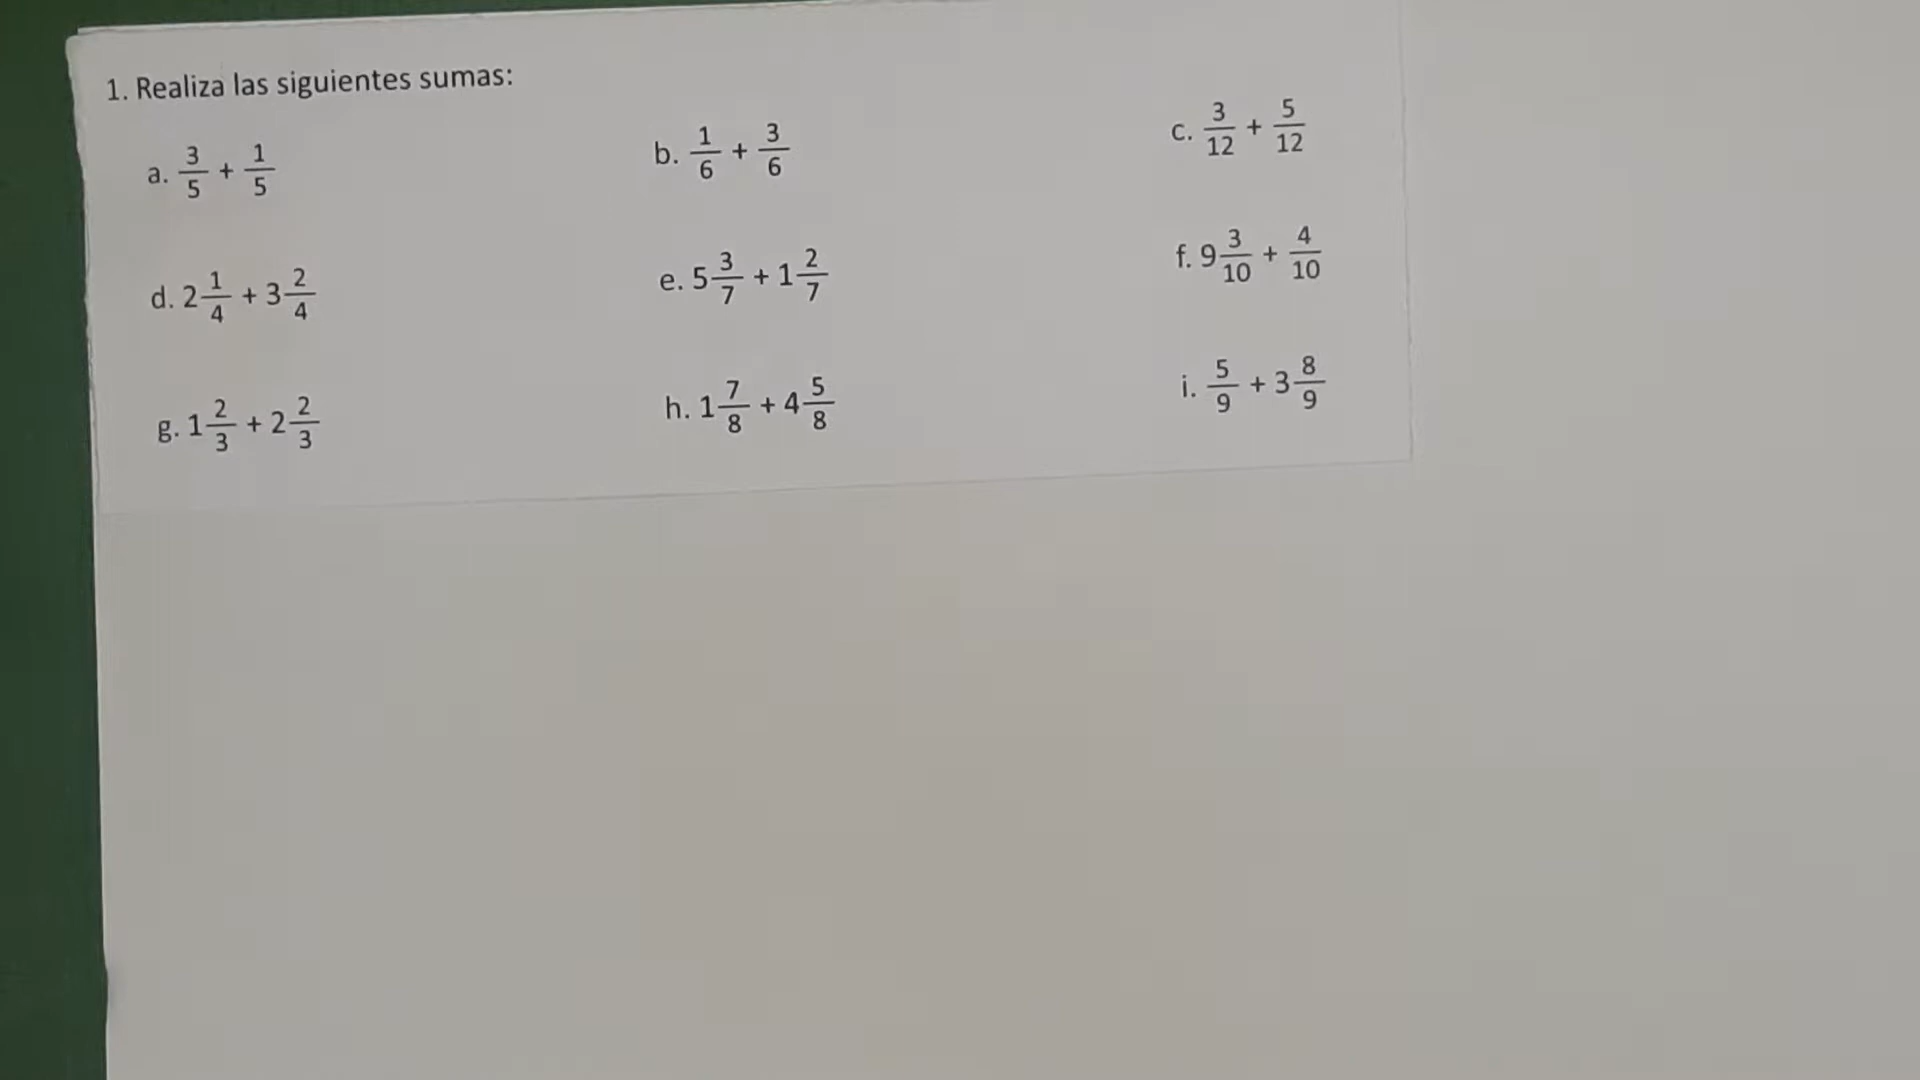 1. Realiza las siguientes sumas:
a. 3/5 + 1/5 b. 1/6 + 3/6 c. 3/12 + 5/12
d. 2 1/4 + 3 2/4 e. 5 3/7 + 1 2/7 f. 9 3/10 + 4/10
g. 1 2/3 + 2 2/3 h. 1 7/8 + 4 5/8 i. 5/9 + 3 8/9